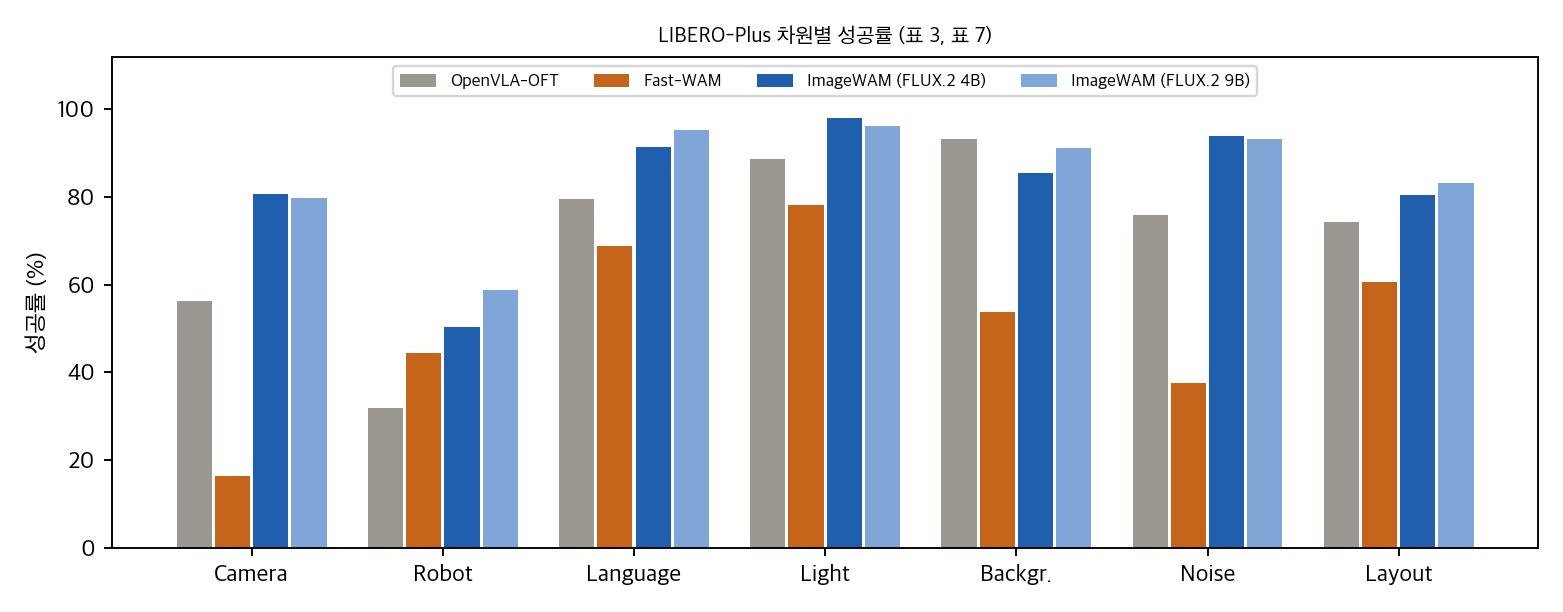 LIBERO-Plus 차원별 성공률 (표 3, 표 7)
OpenVLA-OFT Fast-WAM ImageWAM (FLUX.2 4B) ImageWAM (FLUX.2 9B)
성공률 (%)
100
80
60
40
20
0
Camera Robot Language Light Backgr. Noise Layout